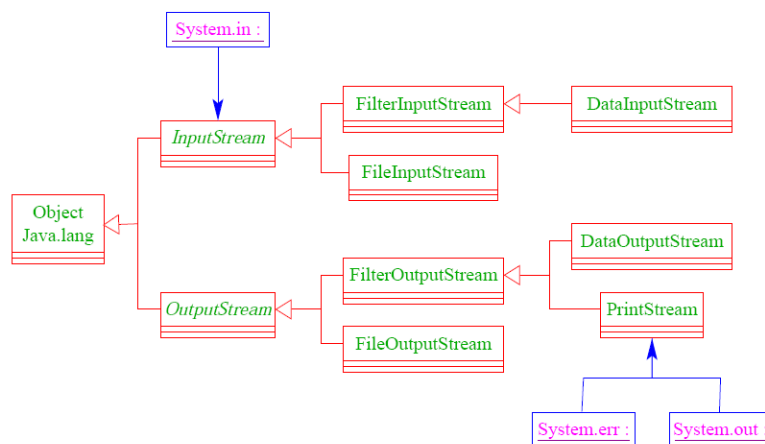 System.in :
FilterInputStream
DataInputStream
InputStream
FileInputStream
Object
Java.lang
DataOutputStream
FilterOutputStream
OutputStream
PrintStream
FileOutputStream
System.err :
System.out :